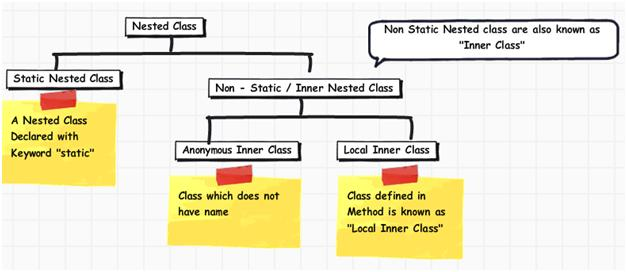 Nested Class
Non Static Nested class are also known as
"Inner Class"
Static Nested Class
Non - Static / Inner Nested Class
A Nested Class
Declared with
Keyword "static"
Anonymous Inner Class
Local Inner Class
Class which does not
have name
Class defined in
Method is known as
"Local Inner Class"